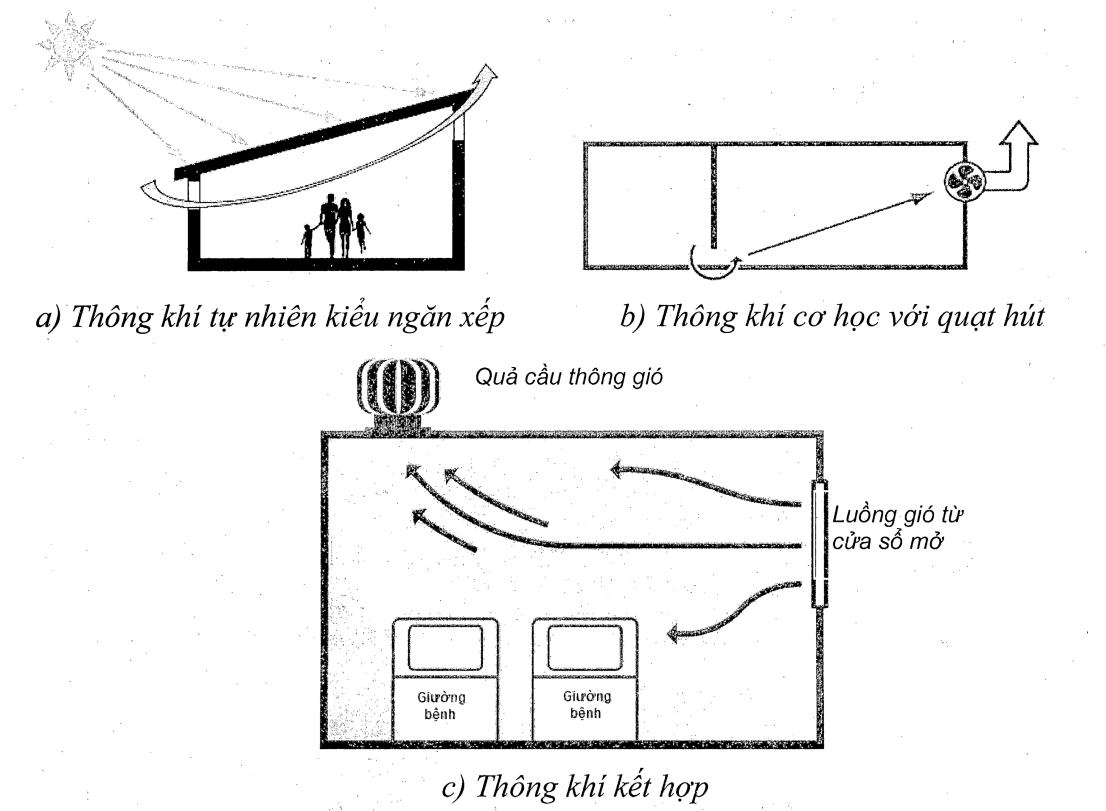 a) Thông khí tự nhiên kiểu ngăn xếp
b) Thông khí cơ học với quạt hút
Quả cầu thông gió
Luồng gió từ
cửa sổ mở
Giường
bệnh
Giường
bệnh
c) Thông khí kết hợp